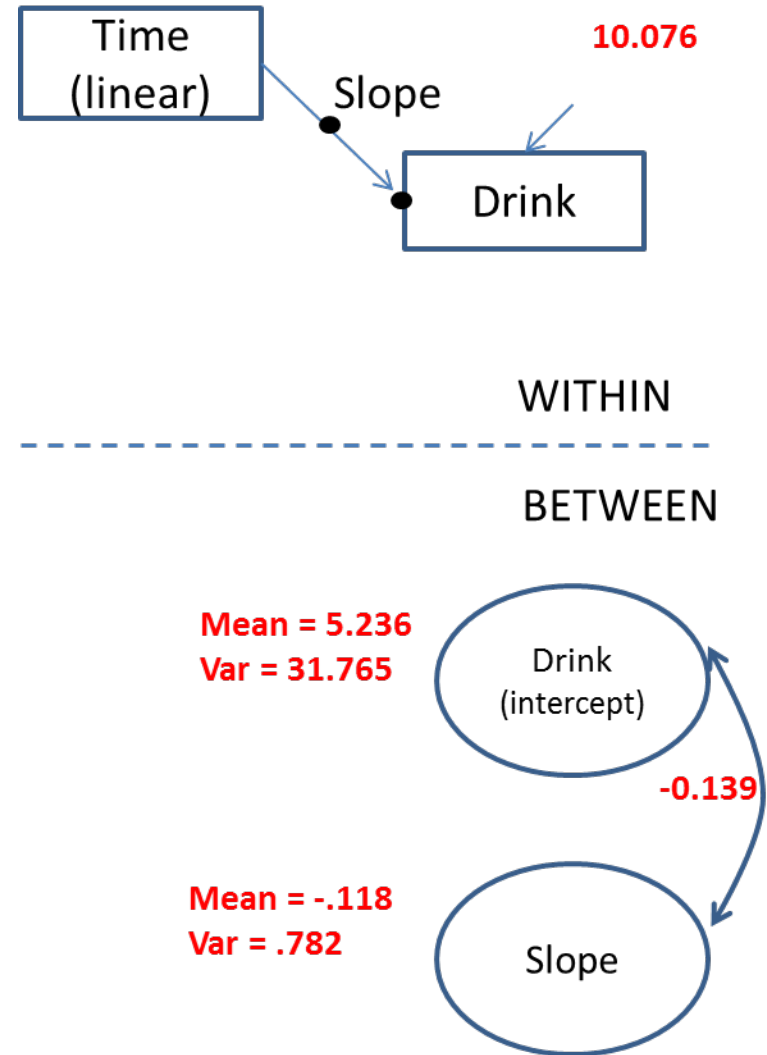 Time
(linear)
10.076
Slope
Drink
WITHIN
BETWEEN
Mean = 5.236
Var = 31.765
Drink
(intercept)
-0.139
Mean = -.118
Var = .782
Slope